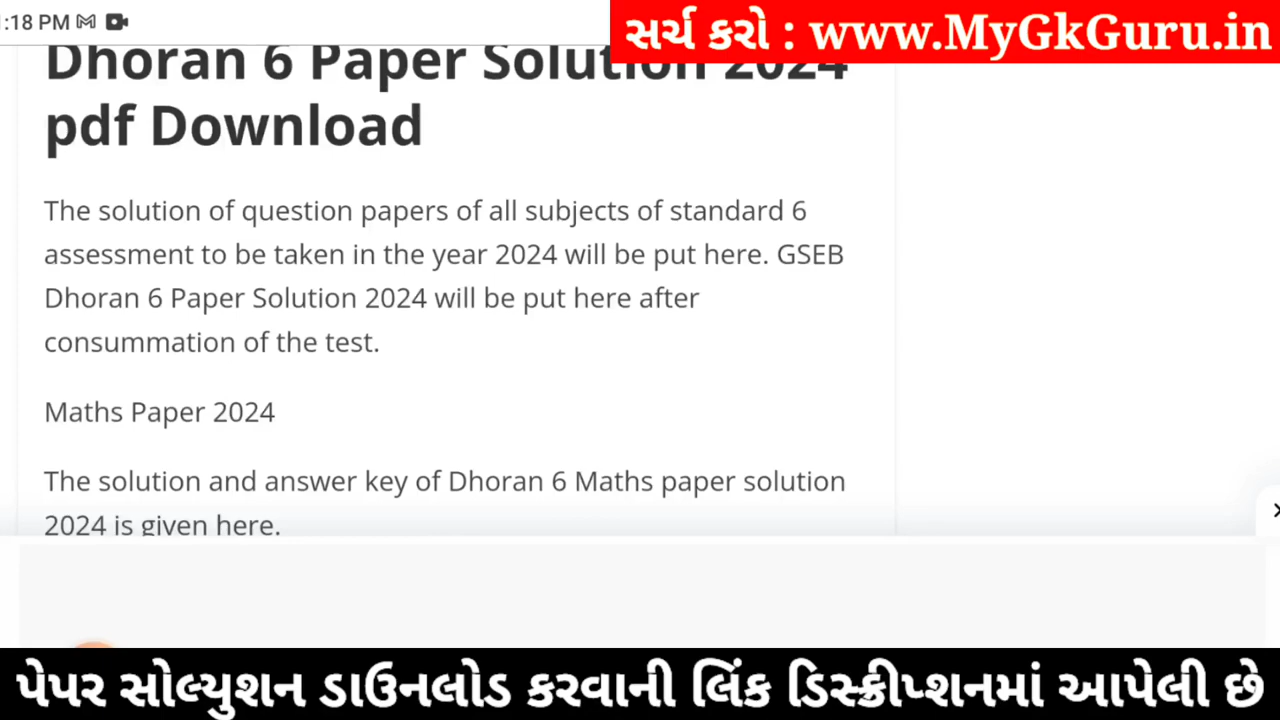 :18 PM
સર્ચ કરો : www.MyGkGuru.in
Dhoran 6 Paper Solution 2024
pdf Download
The solution of question papers of all subjects of standard 6
assessment to be taken in the year 2024 will be put here. GSEB
Dhoran 6 Paper Solution 2024 will be put here after
consummation of the test.
Maths Paper 2024
The solution and answer key of Dhoran 6 Maths paper solution
2024 is given here.
પેપર સોલ્યુશન ડાઉનલોડ કરવાની લિંક ડિસ્ક્રીપ્શનમાં આપેલી છે